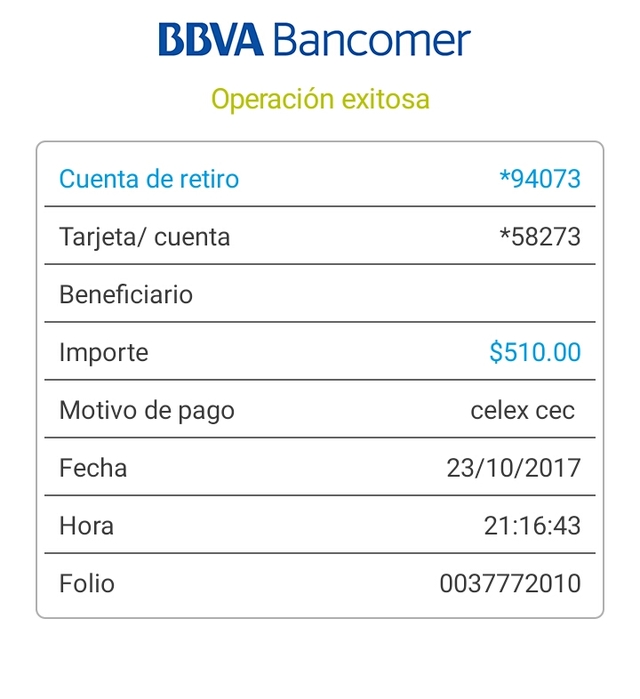 BBVA Bancomer
Operación exitosa
Cuenta de retiro *94073
Tarjeta/ cuenta *58273
Beneficiario
Importe $510.00
Motivo de pago celex cec
Fecha 23/10/2017
Hora 21:16:43
Folio 0037772010